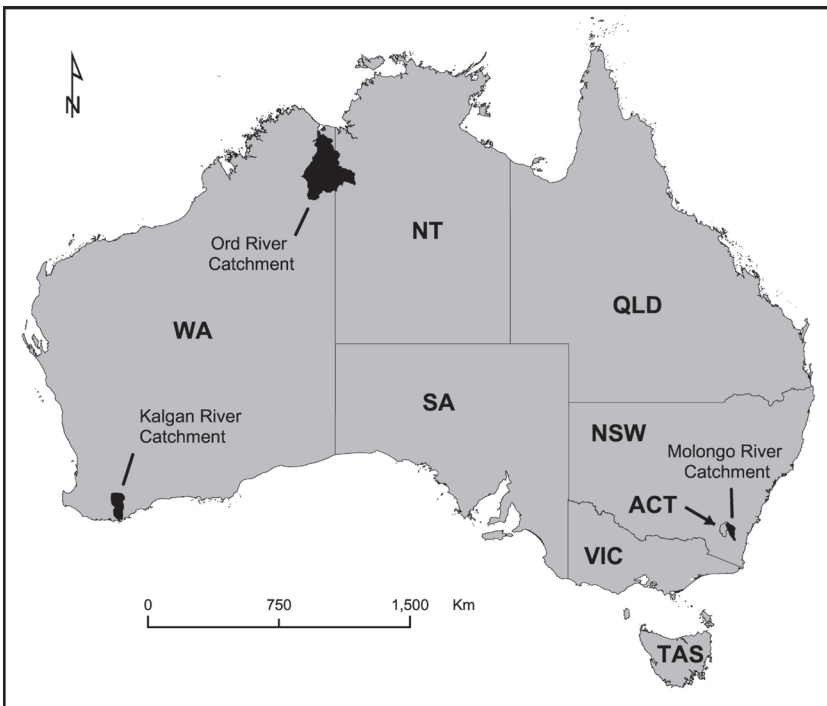 N
Ord River
Catchment
NT
QLD
WA
SA
Kalgan River
Catchment
NSW
Molongo River
Catchment
ACT
VIC
0 750 1,500 Km
TAS